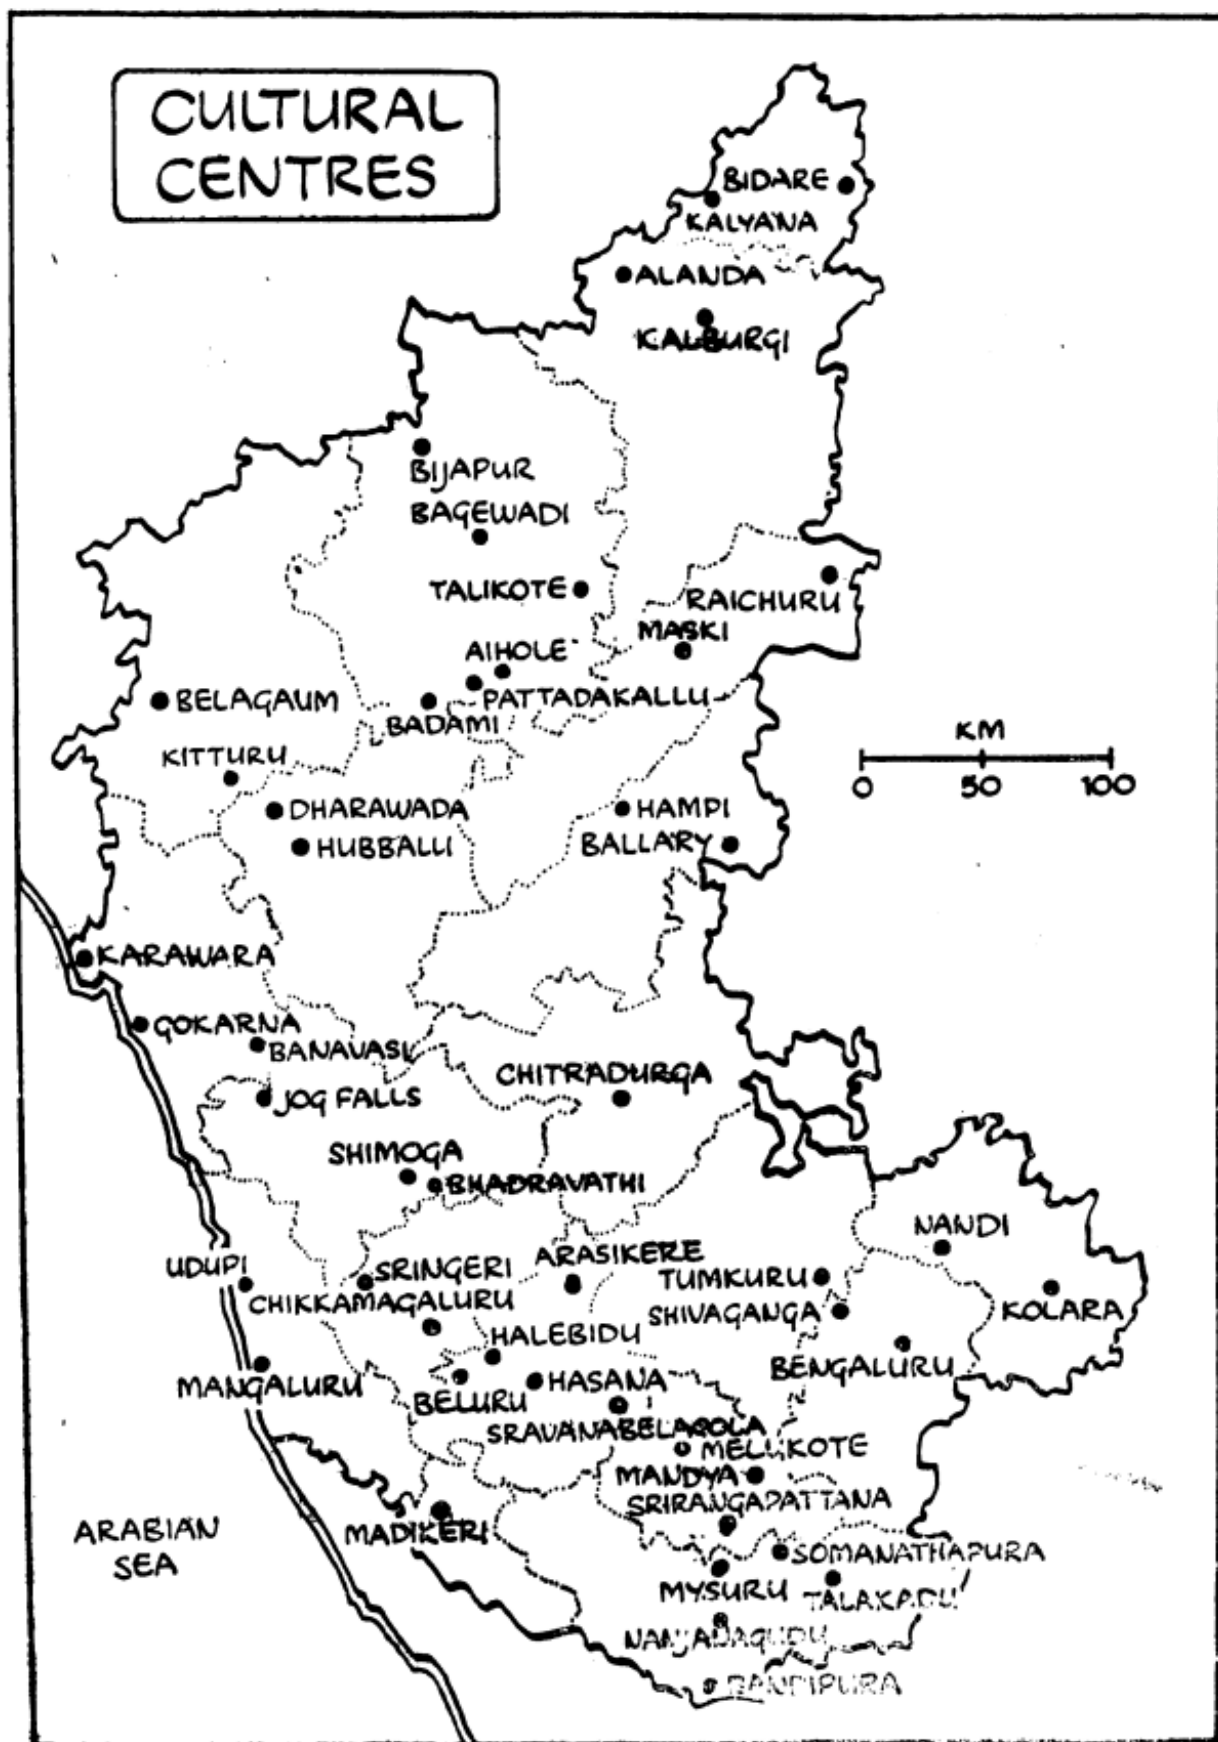 CULTURAL
CENTRES
BIDARE
KALYANA
ALANDA
KALBURGI
BIJAPUR
BAGEWADI
TALIKOTE
RAICHURU
MASKI
AIHOLE
PATTADAKALLU
BELAGAUM
BADAMI
KM
KITTURU
0 50 100
DHARAWADA
HAMPI
HUBBALLI
BALLARY
KARAWARA
GOKARNA
BANAVASI
CHITRADURGA
JOG FALLS
SHIMOGA
BHADRAVATHI
NANDI
UDUPI
SRINGERI
ARASIKERE
TUMKURU
CHIKKAMAGALURU
SHIVAGANGA
KOLARA
HALEBIDU
BENGALURU
MANGALURU
BELURU
HASANA
SRAVANABELAGOLA
MELUKOTE
MANDYA
SRIRANGAPATTANA
ARABIAN
SEA
MADIKERI
SOMANATHAPURA
MYSURU
TALAKADU
NANJANAGUDU
BANDIPURA